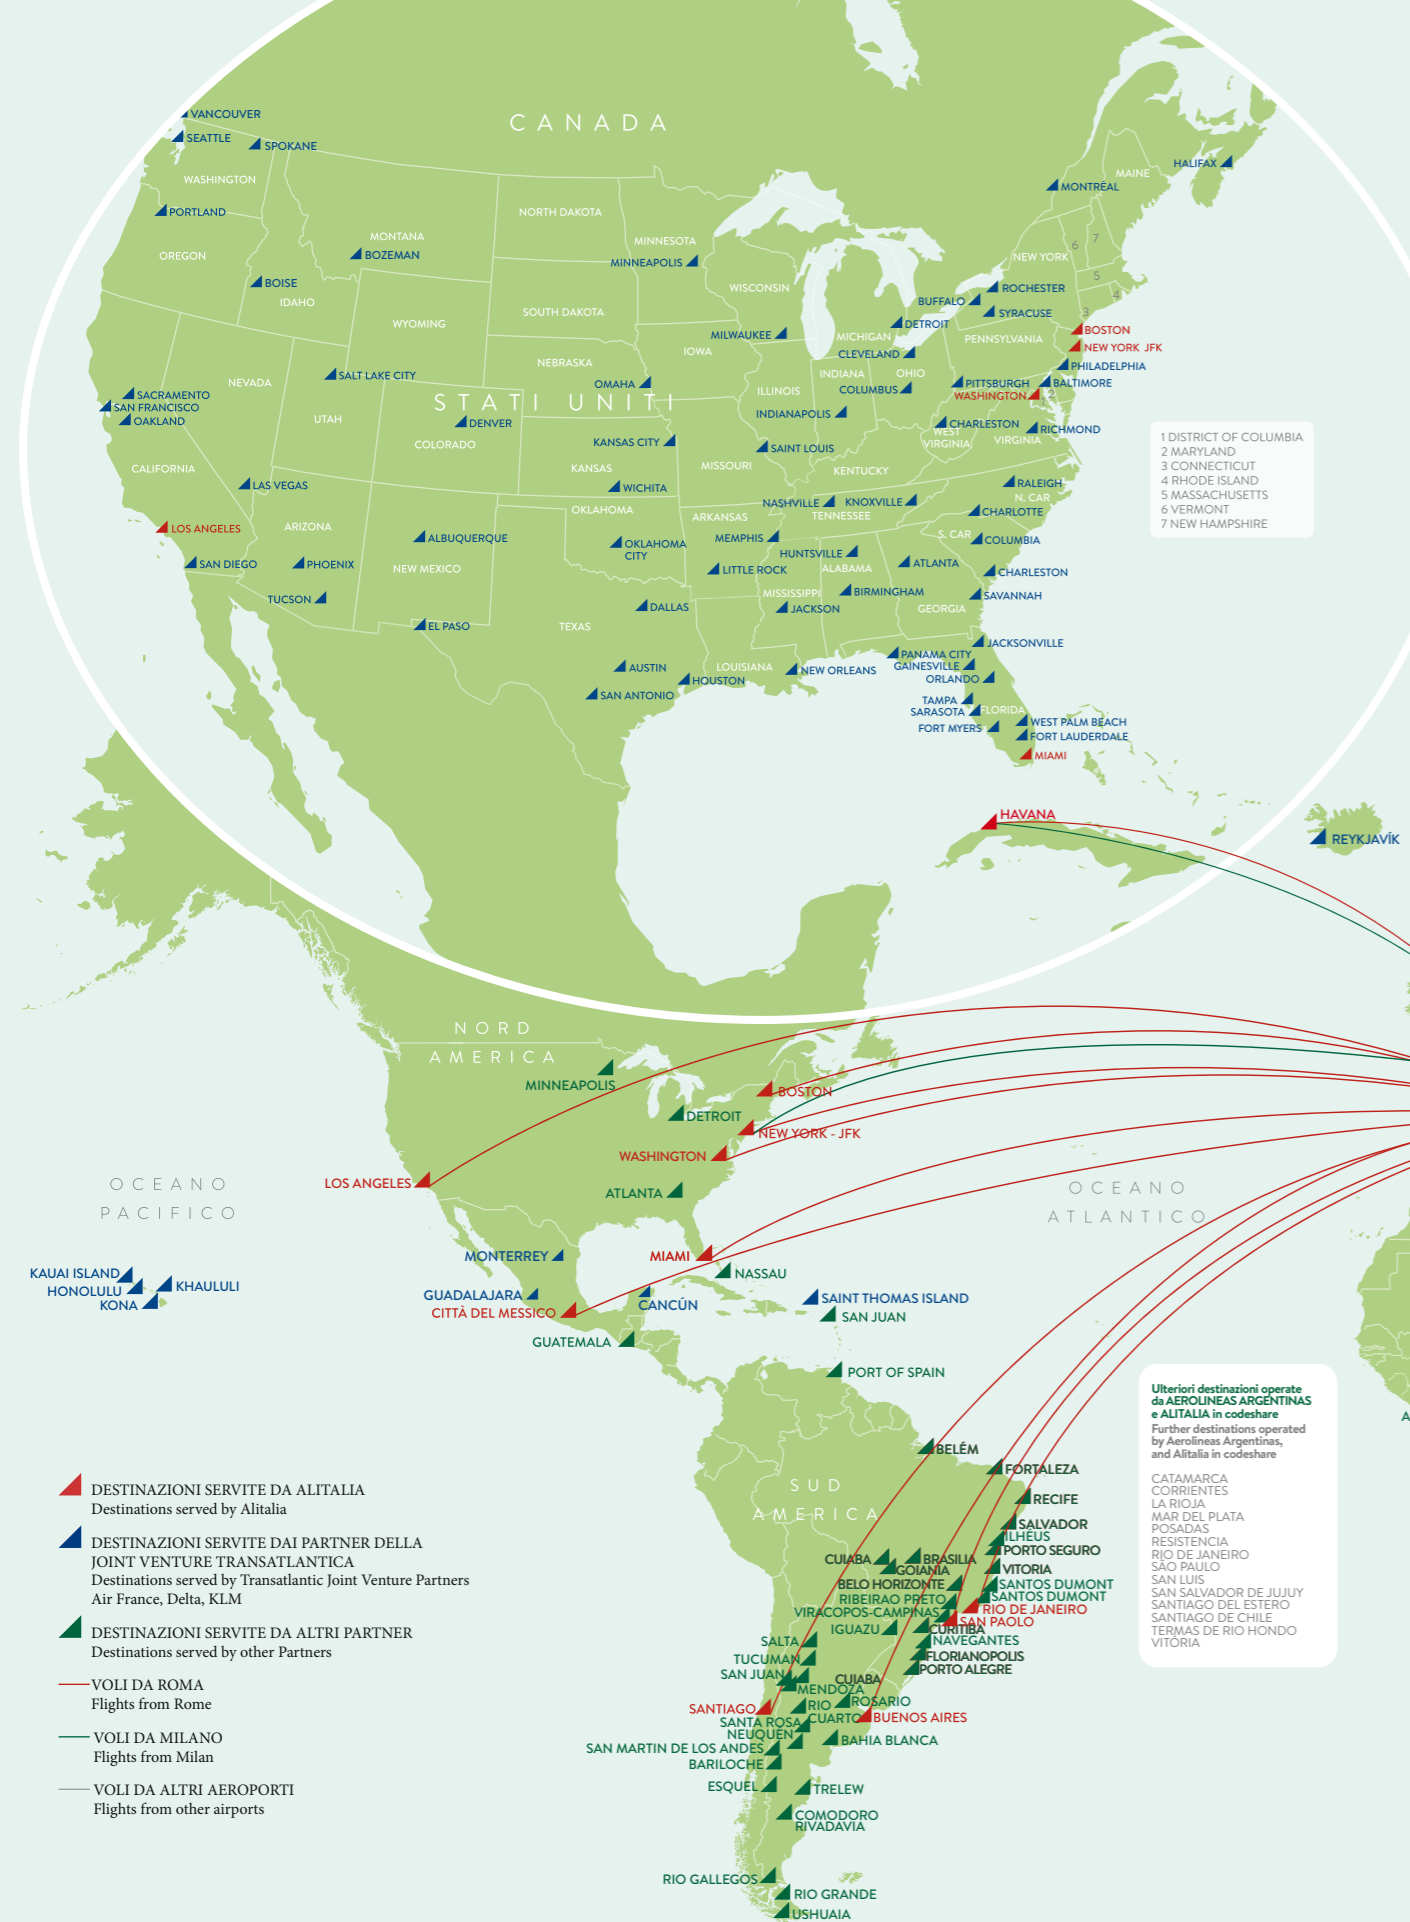 CANADA
VANCOUVER
SEATTLE
SPOKANE
WASHINGTON
PORTLAND
OREGON
MONTANA
BOZEMAN
BOISE
IDAHO
NORTH DAKOTA
MINNESOTA
MINNEAPOLIS
WISCONSIN
SOUTH DAKOTA
WYOMING
MILWAUKEE
MICHIGAN
DETROIT
CLEVELAND
HALIFAX
MAINE
MONTRÉAL
6
7
NEW YORK
5
4
3
ROCHESTER
BUFFALO
SYRACUSE
BOSTON
PENNSYLVANIA
NEW YORK JFK
PHILADELPHIA
IOWA
NEBRASKA
OMAHA
ILLINOIS
INDIANA
OHIO
COLUMBUS
PITTSBURGH
BALTIMORE
WASHINGTON
2
NEVADA
SALT LAKE CITY
SACRAMENTO
SAN FRANCISCO
OAKLAND
UTAH
STATI UNITI
DENVER
COLORADO
KANSAS CITY
INDIANAPOLIS
CHARLESTON
WEST
VIRGINIA
VIRGINIA
RICHMOND
SAINT LOUIS
CALIFORNIA
KANSAS
MISSOURI
KENTUCKY
LAS VEGAS
WICHITA
RALEIGH
N. CAR
OKLAHOMA
NASHVILLE
KNOXVILLE
TENNESSEE
CHARLOTTE
ARKANSAS
LOS ANGELES
ARIZONA
ALBUQUERQUE
OKLAHOMA
CITY
MEMPHIS
S. CAR
COLUMBIA
HUNTSVILLE
SAN DIEGO
PHOENIX
NEW MEXICO
LITTLE ROCK
ALABAMA
ATLANTA
CHARLESTON
TUCSON
MISSISSIPPI
BIRMINGHAM
SAVANNAH
DALLAS
JACKSON
GEORGIA
EL PASO
TEXAS
JACKSONVILLE
PANAMA CITY
GAINESVILLE
AUSTIN
LOUISIANA
NEW ORLEANS
ORLANDO
HOUSTON
SAN ANTONIO
TAMPA
SARASOTA
FLORIDA
FORT MYERS
WEST PALM BEACH
FORT LAUDERDALE
MIAMI
1 DISTRICT OF COLUMBIA
2 MARYLAND
3 CONNECTICUT
4 RHODE ISLAND
5 MASSACHUSETTS
6 VERMONT
7 NEW HAMPSHIRE
HAVANA
REYKJAVÍK
NORD
AMERICA
MINNEAPOLIS
BOSTON
DETROIT
NEW YORK - JFK
WASHINGTON
LOS ANGELES
ATLANTA
OCEANO
PACIFICO
OCEANO
ATLANTICO
MONTERREY
MIAMI
NASSAU
KAUAI ISLAND
HONOLULU
KHAULULI
KONA
GUADALAJARA
CITTÀ DEL MESSICO
CANCÚN
SAINT THOMAS ISLAND
SAN JUAN
GUATEMALA
PORT OF SPAIN
Ulteriori destinazioni operate
da AEROLINEAS ARGENTINAS
e ALITALIA in codeshare
Further destinations operated
by Aerolineas Argentinas,
and Alitalia in codeshare
CATAMARCA
CORRIENTES
LA RIOJA
MAR DEL PLATA
POSADAS
RESISTENCIA
RIO DE JANEIRO
SÃO PAULO
SAN LUIS
SAN SALVADOR DE JUJUY
SANTIAGO DEL ESTERO
SANTIAGO DE CHILE
TERMAS DE RIO HONDO
VITÓRIA
A
BELÉM
FORTALEZA
SUD
AMERICA
RECIFE
SALVADOR
ILHÉUS
PORTO SEGURO
CUIABA
BRASILIA
GOIANIA
VITORIA
BELO HORIZONTE
SANTOS DUMONT
RIBEIRAO PRETO
SANTOS DUMONT
VIRACOPOS-CAMPINAS
RIO DE JANEIRO
SAN PAOLO
IGUAZU
CURITIBA
SALTA
NAVEGANTES
TUCUMAN
FLORIANOPOLIS
SAN JUAN
PORTO ALEGRE
CUIABA
MENDOZA
SANTIAGO
RIO
CUARTO
ROSARIO
BUENOS AIRES
SANTA ROSA
NEUQUÉN
SAN MARTIN DE LOS ANDES
BAHIA BLANCA
BARILOCHE
ESQUEL
TRELEW
COMODORO
RIVADAVIA
RIO GALLEGOS
RIO GRANDE
USHUAIA
DESTINAZIONI SERVITE DA ALITALIA
Destinations served by Alitalia
DESTINAZIONI SERVITE DAI PARTNER DELLA
JOINT VENTURE TRANSATLANTICA
Destinations served by Transatlantic Joint Venture Partners
Air France, Delta, KLM
DESTINAZIONI SERVITE DA ALTRI PARTNER
Destinations served by other Partners
VOLI DA ROMA
Flights from Rome
VOLI DA MILANO
Flights from Milan
VOLI DA ALTRI AEROPORTI
Flights from other airports